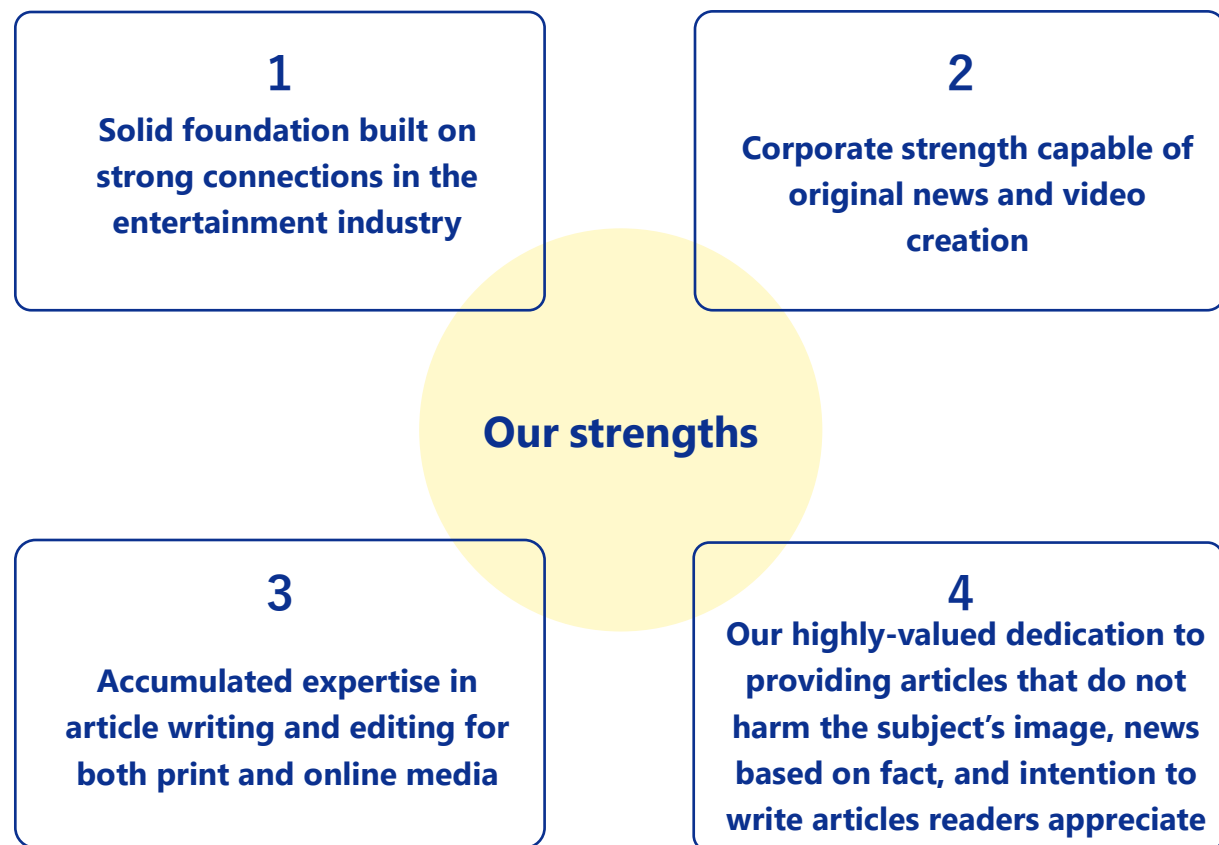 1
Solid foundation built on
strong connections in the
entertainment industry
2
Corporate strength capable of
original news and video
creation
Our strengths
3
Accumulated expertise in
article writing and editing for
both print and online media
4
Our highly-valued dedication to
providing articles that do not
harm the subject’s image, news
based on fact, and intention to
write articles readers appreciate